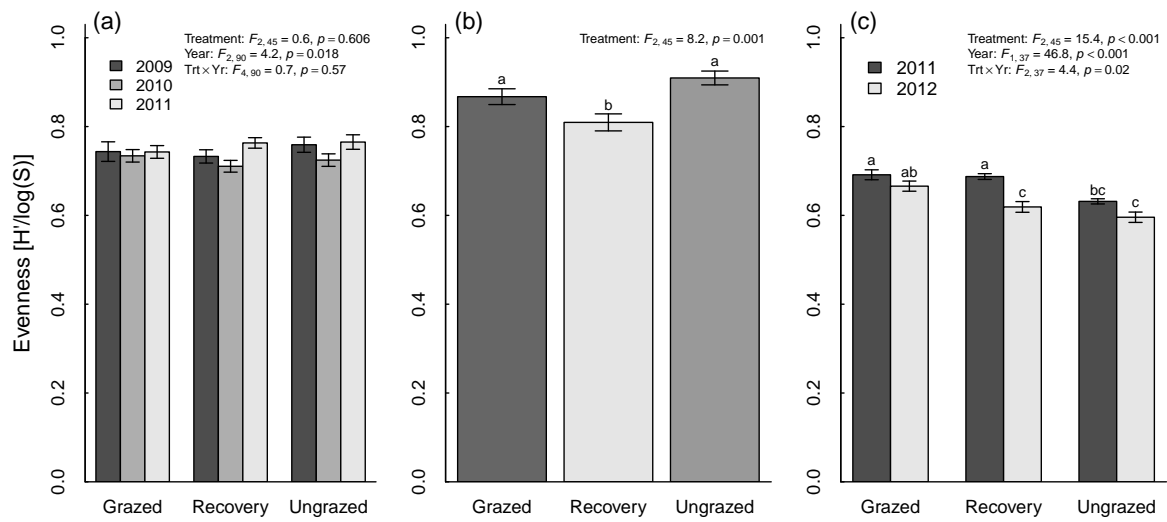 Evenness [H'/log(S)]
(a)
Treatment: F2, 45 = 0.6, p = 0.606
Year: F2, 90 = 4.2, p = 0.018
Trt×Yr: F4, 90 = 0.7, p = 0.57
2009
2010
2011
1.0
0.8
0.6
0.4
0.2
0.0
Grazed Recovery Ungrazed
(b)
Treatment: F2, 45 = 8.2, p = 0.001
1.0
0.8
0.6
0.4
0.2
0.0
a
b
a
Grazed Recovery Ungrazed
(c)
Treatment: F2, 45 = 15.4, p < 0.001
Year: F1, 37 = 46.8, p < 0.001
Trt×Yr: F2, 37 = 4.4, p = 0.02
2011
2012
1.0
0.8
0.6
0.4
0.2
0.0
a ab a c bc c
Grazed Recovery Ungrazed